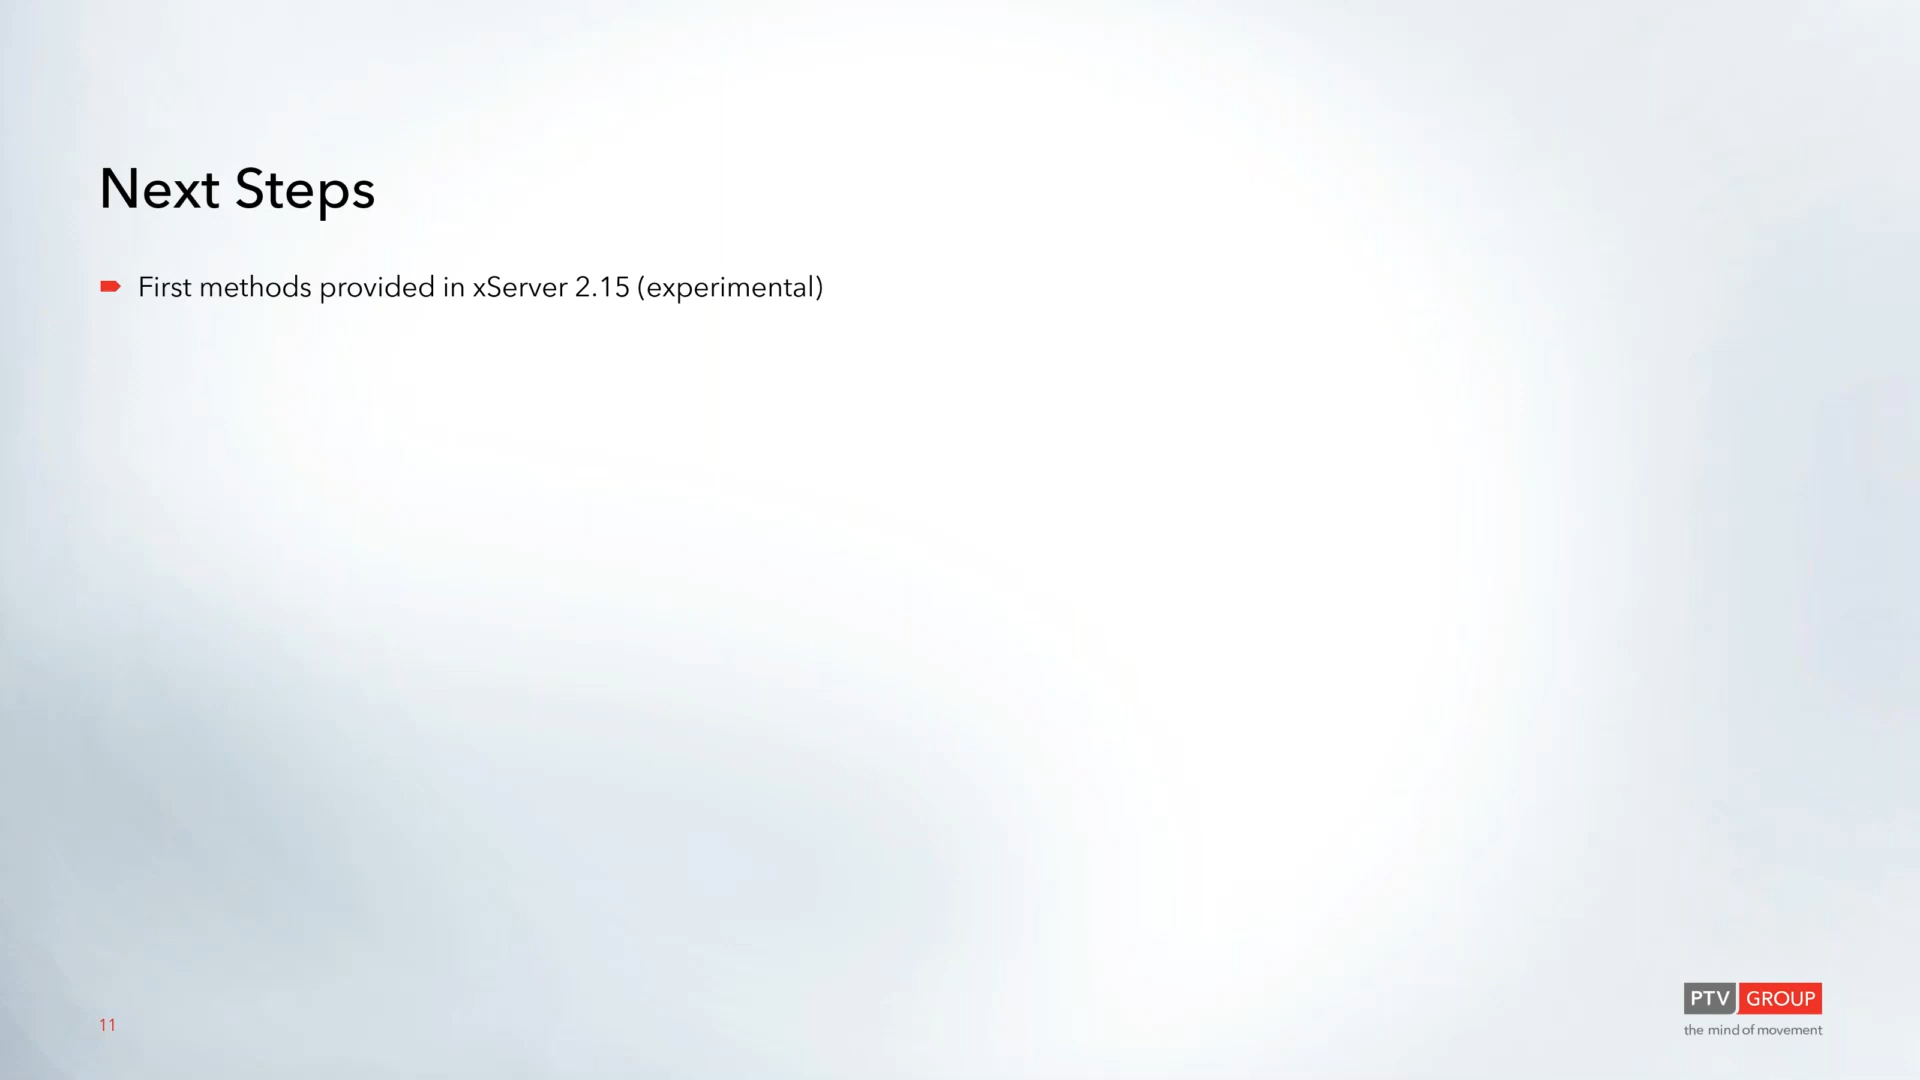 Next Steps
First methods provided in xServer 2.15 (experimental)
11
PTV GROUP
the mind of movement